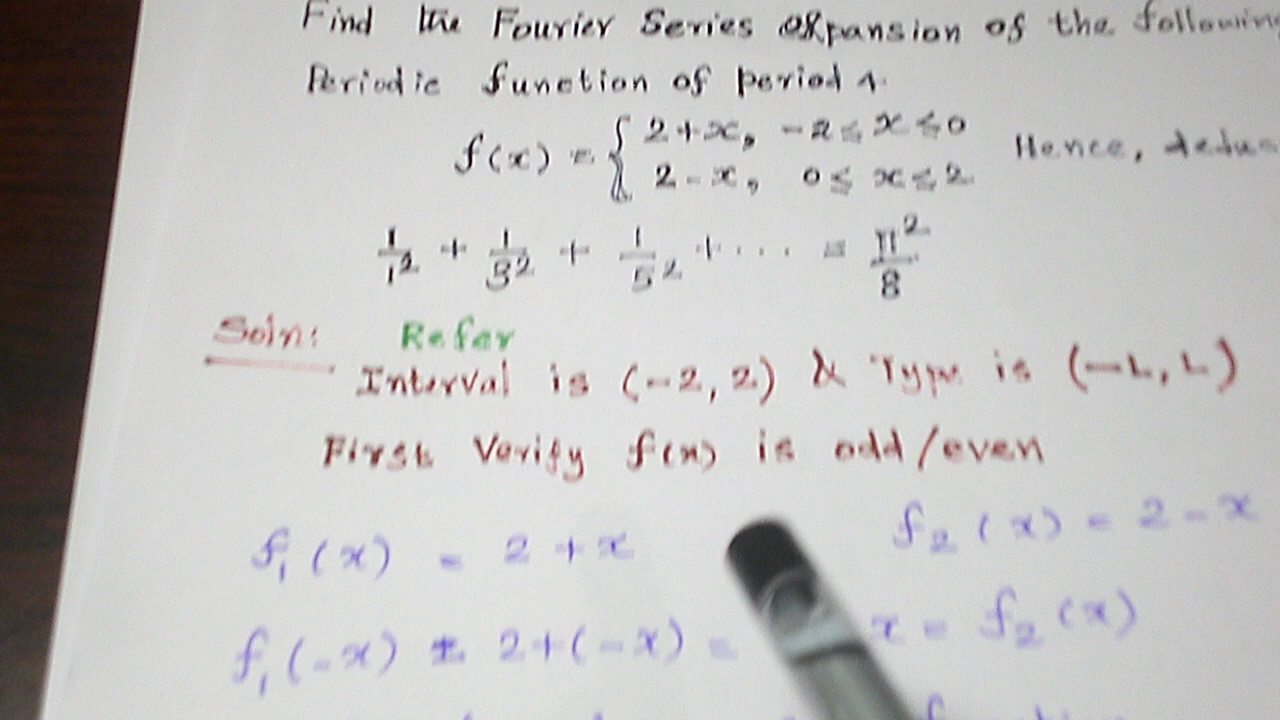 Find the Fourier Series expansion of the following
Periodic function of period 4.
f(x) = { 2+x, -2 ≤ x ≤ 0
2-x, 0 ≤ x ≤ 2 Hence,
1/1² + 1/3² + 1/5² + ... = π²/8
Soln: Refer
Interval is (-2, 2) & Type is (-L, L)
First Verify f(x) is odd/even
f₁(x) = 2+x f₂(x) = 2-x
f₁(-x) = 2+(-x) = x = f₂(x)